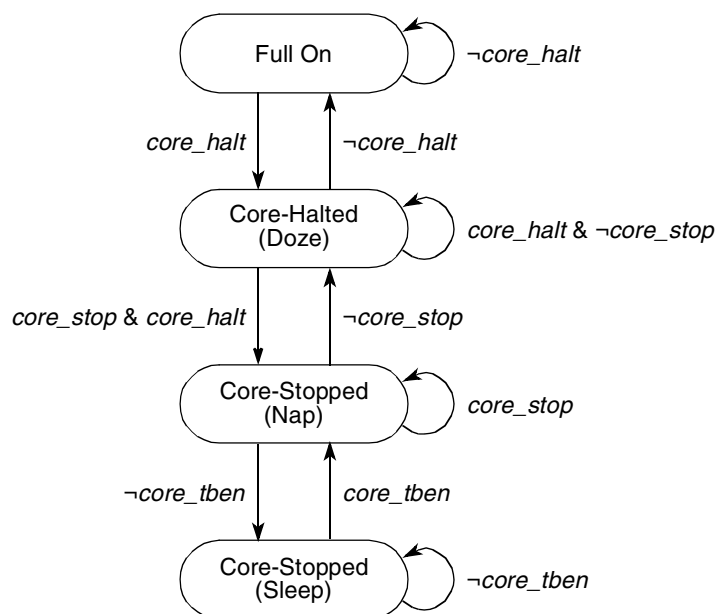 Full On
¬core_halt
core_halt
¬core_halt
Core-Halted
(Doze)
core_halt & ¬core_stop
core_stop & core_halt
¬core_stop
Core-Stopped
(Nap)
core_stop
¬core_tben
core_tben
Core-Stopped
(Sleep)
¬core_tben